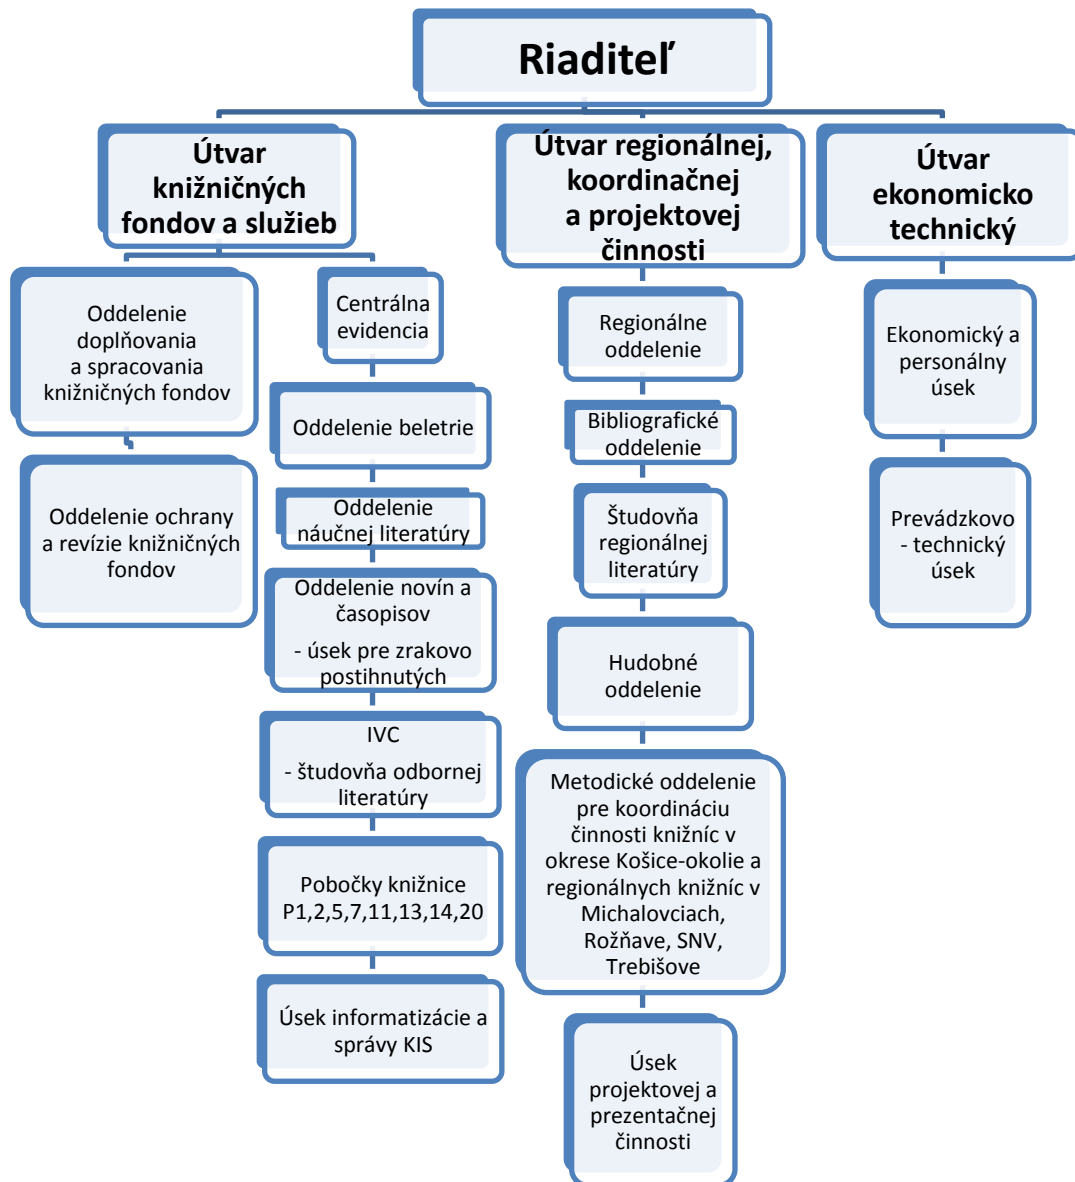 Riaditeľ
Útvar
knižničných
fondov a služieb
Oddelenie
doplňovania
a spracovania
knižničných fondov
Oddelenie ochrany
a revízie knižničných
fondov
Centrálna
evidencia
Oddelenie beletrie
Oddelenie
náučnej literatúry
Oddelenie novín a
časopisov
- úsek pre zrakovo
postihnutých
IVC
- študovňa odbornej
literatúry
Pobočky knižnice
P1,2,5,7,11,13,14,20
Úsek informatizácie a
správy KIS
Útvar regionálnej,
koordinačnej
a projektovej
činnosti
Regionálne
oddelenie
Bibliografické
oddelenie
Študovňa
regionálnej
literatúry
Hudobné
oddelenie
Metodické oddelenie
pre koordináciu
činnosti knižníc v
okrese Košice-okolie a
regionálnych knižníc v
Michalovciach,
Rožňave, SNV,
Trebišove
Úsek
projektovej a
prezentačnej
činnosti
Útvar
ekonomicko
technický
Ekonomický a
personálny
úsek
Prevádzkovo
- technický
úsek